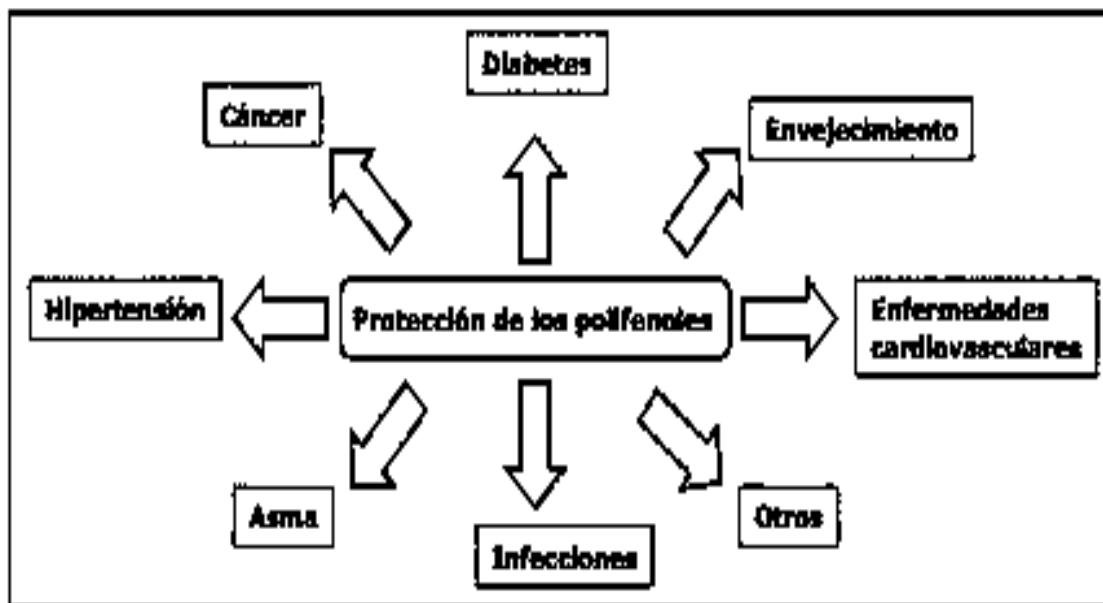 Diabetes
Cáncer
Envejecimiento
Hipertensión
Protección de los polifenoles
Enfermedades
cardiovasculares
Asma
Otros
Infecciones